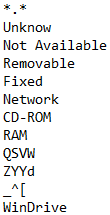 *.*
Unknow
Not Available
Removable
Fixed
Network
CD-ROM
RAM
QSVW
ZYYd
_^[
WinDrive